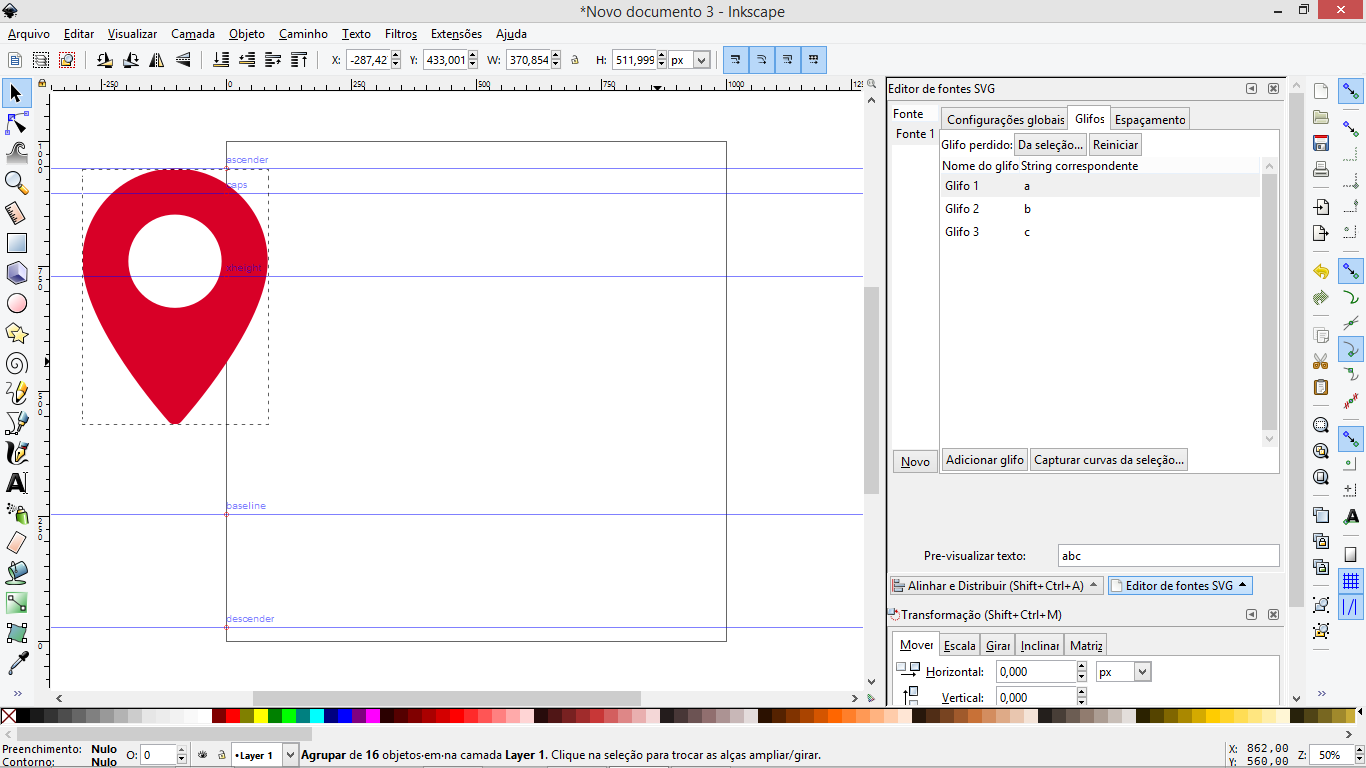 *Novo documento 3 - Inkscape
Arquivo Editar Visualizar Camada Objeto Caminho Texto Filtros Extensões Ajuda
X: -287,42 Y: 433,001 W: 370,854 H: 511,999 px
-250 0 250 500 750 1000 125
Editor de fontes SVG
Fonte
Fonte 1
Configurações globais Glifos Espaçamento
Glifo perdido: Da seleção... Reiniciar
Nome do glifo String correspondente
Glifo 1 a
Glifo 2 b
Glifo 3 c
Novo
Adicionar glifo Capturar curvas da seleção...
Pre-visualizar texto: abc
Alinhar e Distribuir (Shift+Ctrl+A) Editor de fontes SVG
Transformação (Shift+Ctrl+M)
Mover Escala Girar Inclinar Matriz
Horizontal: 0,000 px
Vertical: 0,000
1000
750
500
250
0
ascender
caps
xheight
baseline
descender
Preenchimento: Nulo
Contorno: Nulo
O: 0
•Layer 1
Agrupar de 16 objetos·em·na camada Layer 1. Clique na seleção para trocar as alças ampliar/girar.
X: 862,00
Y: 560,00
Z: 50%